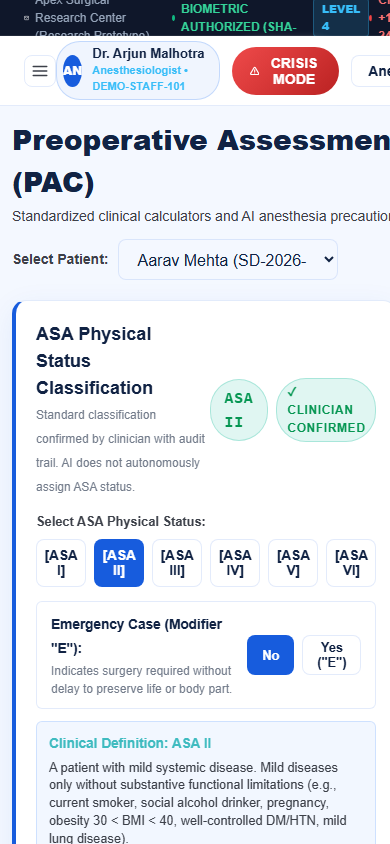 Apex Surgical
Research Center
(Research Prototype)
BIOMETRIC
AUTHORIZED (SHA-
LEVEL
4
AN
Dr. Arjun Malhotra
Anesthesiologist •
DEMO-STAFF-101
⚠ CRISIS
MODE
Ane
Preoperative Assessmen
(PAC)
Standardized clinical calculators and AI anesthesia precautio
Select Patient:
Aarav Mehta (SD-2026-
ASA Physical
Status
Classification
Standard classification
confirmed by clinician with audit
trail. AI does not autonomously
assign ASA status.
ASA
II
✓
CLINICIAN
CONFIRMED
Select ASA Physical Status:
[ASA
I]
[ASA
II]
[ASA
III]
[ASA
IV]
[ASA
V]
[ASA
VI]
Emergency Case (Modifier
"E"):
Indicates surgery required without
delay to preserve life or body part.
No
Yes
("E")
Clinical Definition: ASA II
A patient with mild systemic disease. Mild diseases
only without substantive functional limitations (e.g.,
current smoker, social alcohol drinker, pregnancy,
obesity 30 < BMI < 40, well-controlled DM/HTN, mild
lung disease).